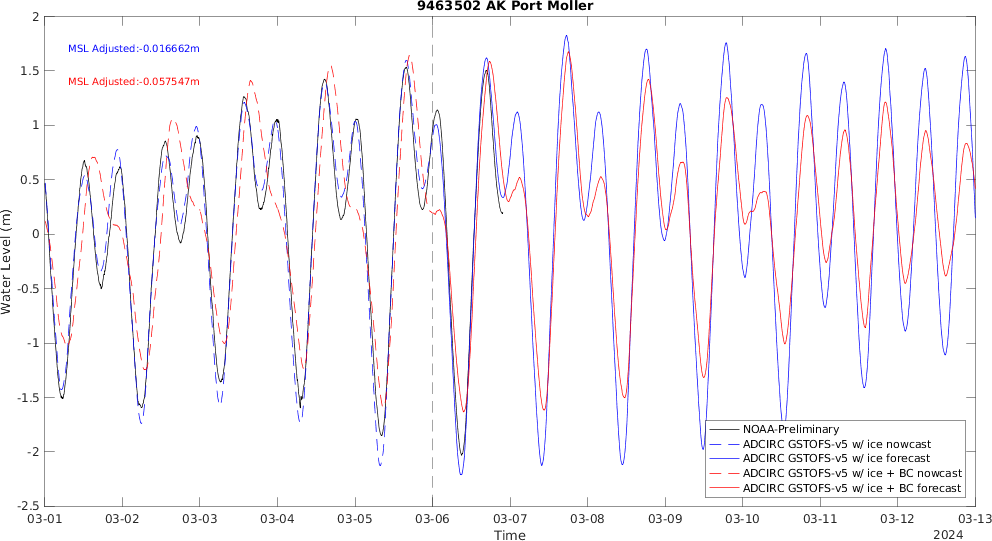 9463502 AK Port Moller
MSL Adjusted:-0.016662m
MSL Adjusted:-0.057547m
Water Level (m)
2
1.5
1
0.5
0
-0.5
-1
-1.5
-2
-2.5
NOAA-Preliminary
ADCIRC GSTOFS-v5 w/ ice nowcast
ADCIRC GSTOFS-v5 w/ ice forecast
ADCIRC GSTOFS-v5 w/ ice + BC nowcast
ADCIRC GSTOFS-v5 w/ ice + BC forecast
03-01 03-02 03-03 03-04 03-05 03-06 03-07 03-08 03-09 03-10 03-11 03-12 03-13
Time
2024